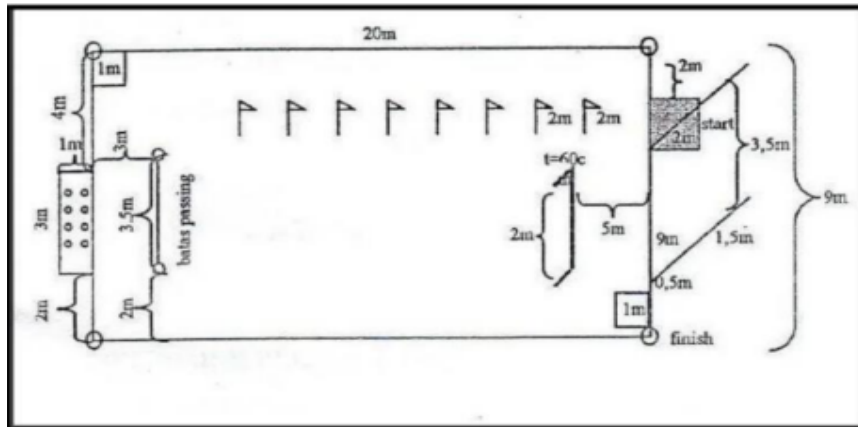 20m
2m
1m
4m
2m
2m
start
2m
3,5m
1m
3m
t=60c
9m
3m
3.5m
batas passing
2m
5m
9m
1,5m
0,5m
2m
2m
1m
finish